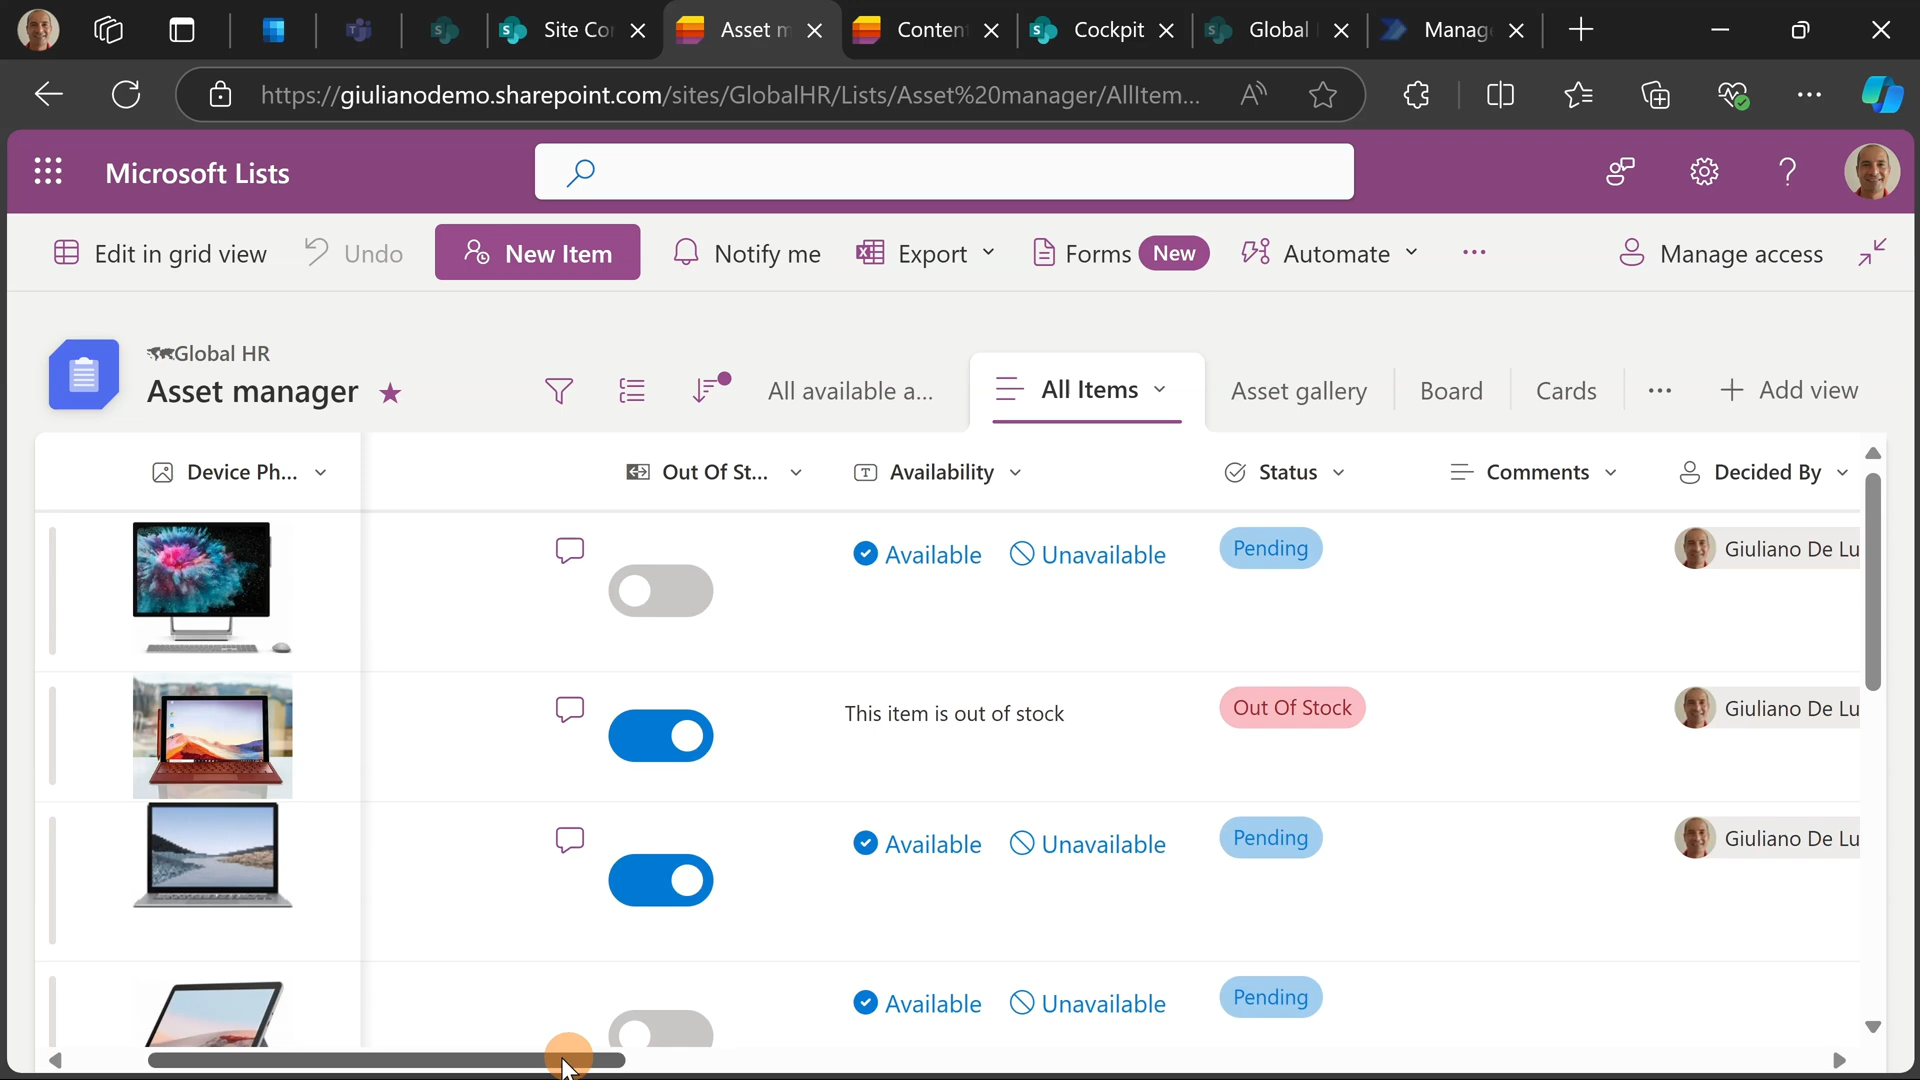 Site Co
Asset m
Conten
Cockpit
Global
Manag
https://giulianodemo.sharepoint.com/sites/GlobalHR/Lists/Asset%20manager/AllItem...
Microsoft Lists
Edit in grid view
Undo
New Item
Notify me
Export
Forms
New
Automate
Manage access
Global HR
Asset manager
All available a...
All Items
Asset gallery
Board
Cards
Add view
Device Ph...
Out Of St...
Availability
Status
Comments
Decided By
Available
Unavailable
Pending
Giuliano De Lu
This item is out of stock
Out Of Stock
Giuliano De Lu
Available
Unavailable
Pending
Giuliano De Lu
Available
Unavailable
Pending